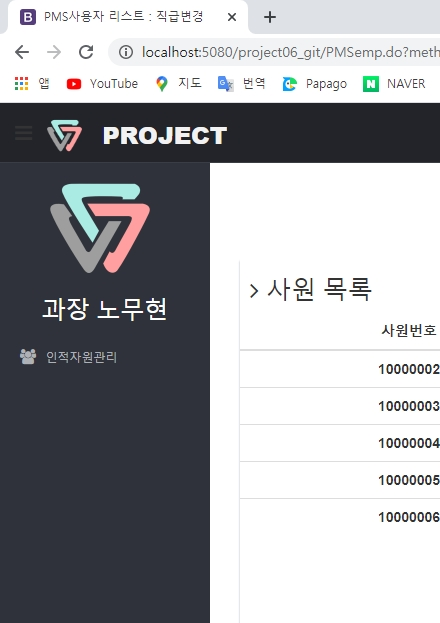 PMS사용자 리스트 : 직급변경
localhost:5080/project06_git/PMSemp.do?meth
앱 YouTube 지도 번역 Papago NAVER
PROJECT
과장 노무현
인적자원관리
사원 목록
사원번호
10000002
10000003
10000004
10000005
10000006